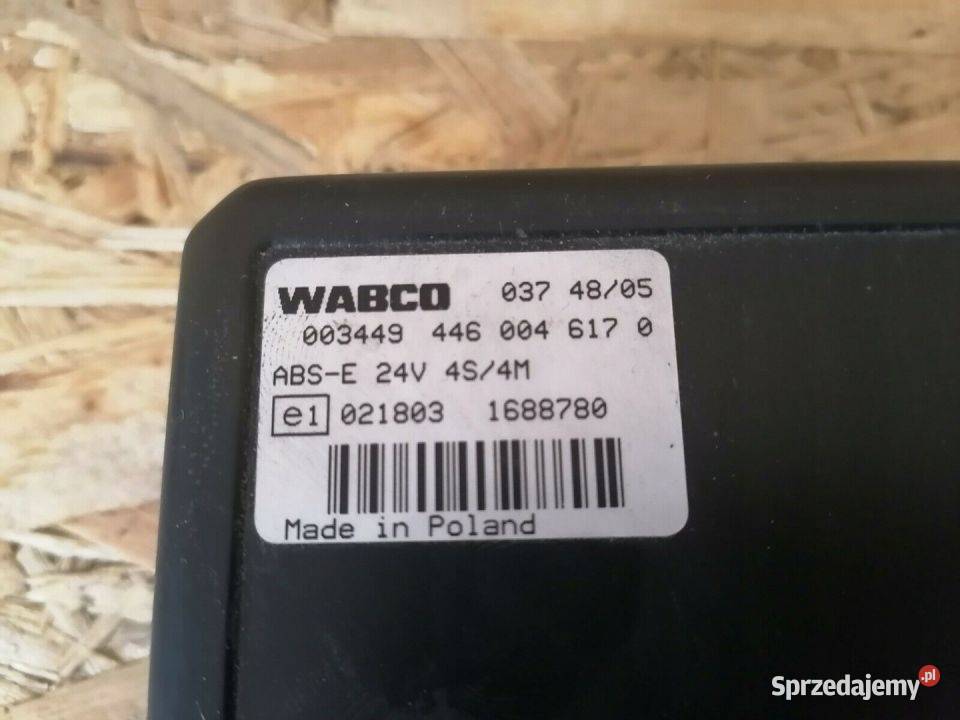 WABCO 037 48/05
003449 446 004 617 0
ABS-E 24V 4S/4M
e1 021803 1688780
Made in Poland
Sprzedajemy.pl